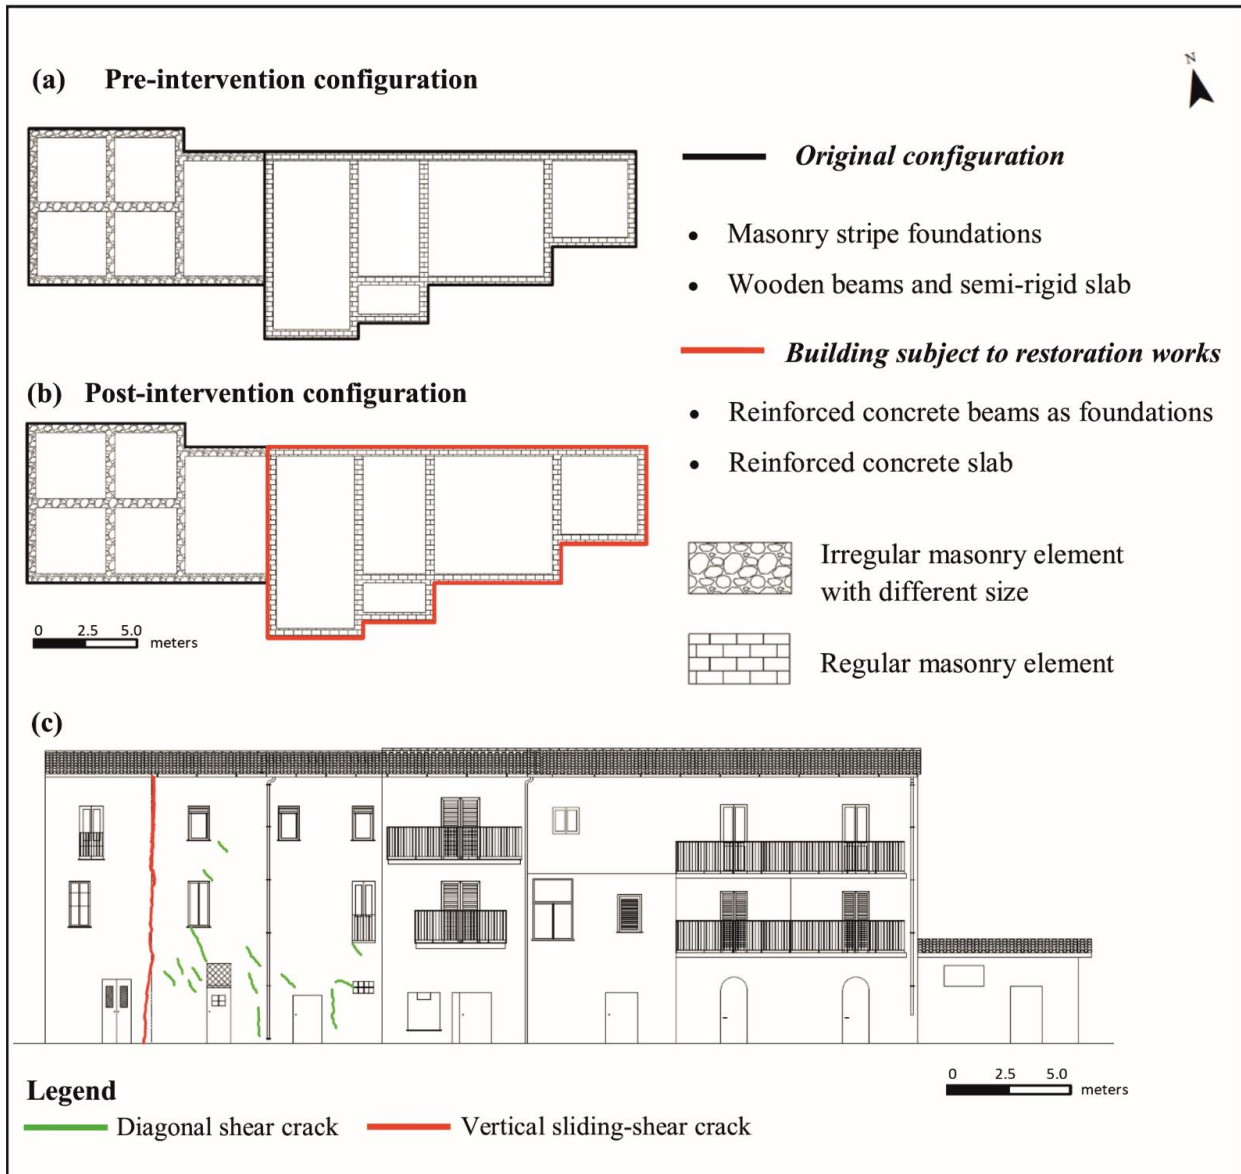 (a) Pre-intervention configuration
N
Original configuration
• Masonry stripe foundations
• Wooden beams and semi-rigid slab
Building subject to restoration works
(b) Post-intervention configuration
• Reinforced concrete beams as foundations
• Reinforced concrete slab
Irregular masonry element
with different size
0 2.5 5.0 meters
Regular masonry element
(c)
0 2.5 5.0 meters
Legend
Diagonal shear crack Vertical sliding-shear crack